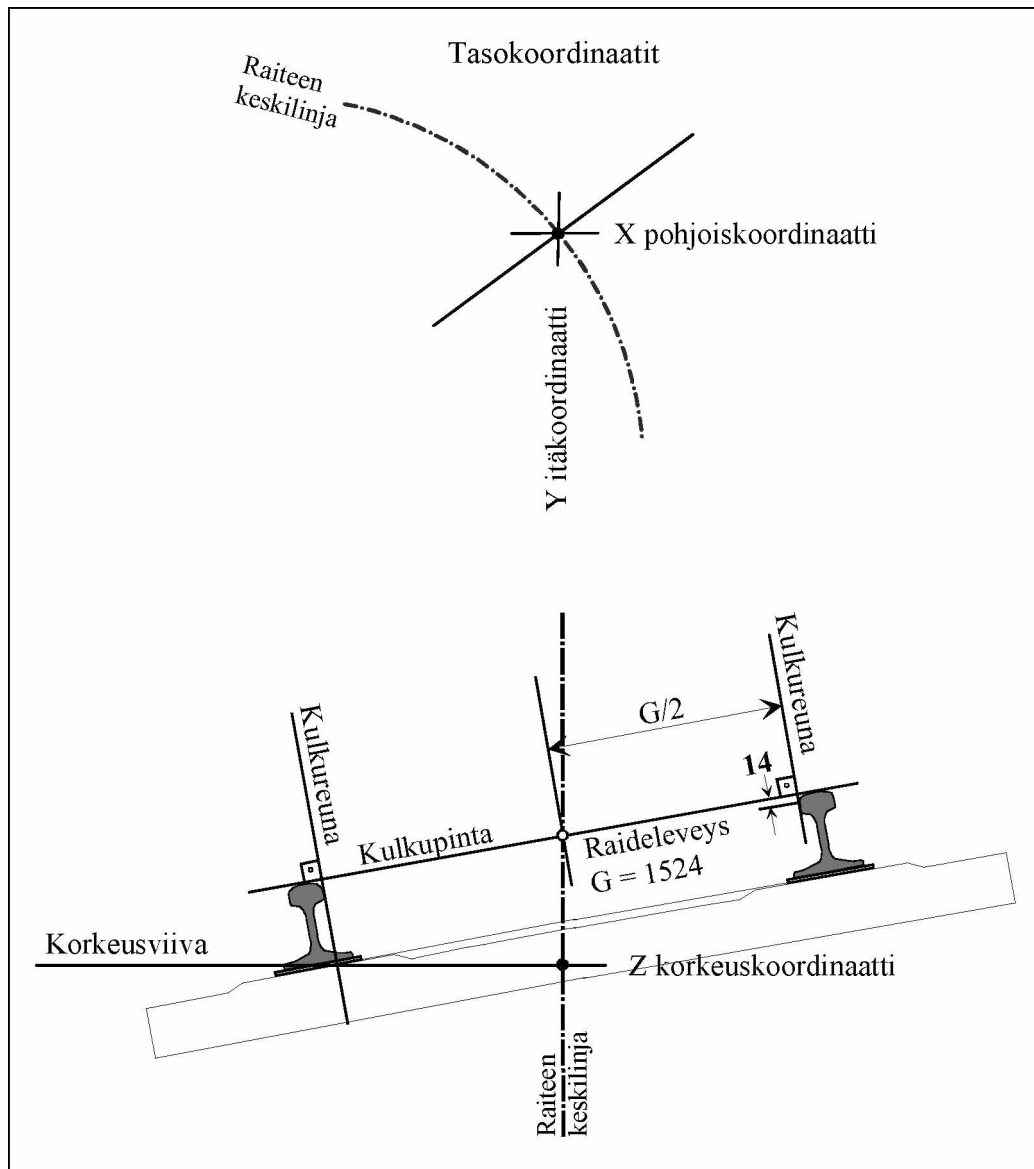 Tasokoordinaatit
Raiteen
keskilinja
X pohjoiskoordinaatti
Y itäkoordinaatti
Kulkureuna
G/2
Kulkureuna
14
Kulkupinta
Raideleveys
G = 1524
Korkeusviiva
Z korkeuskoordinaatti
Raiteen
keskilinja